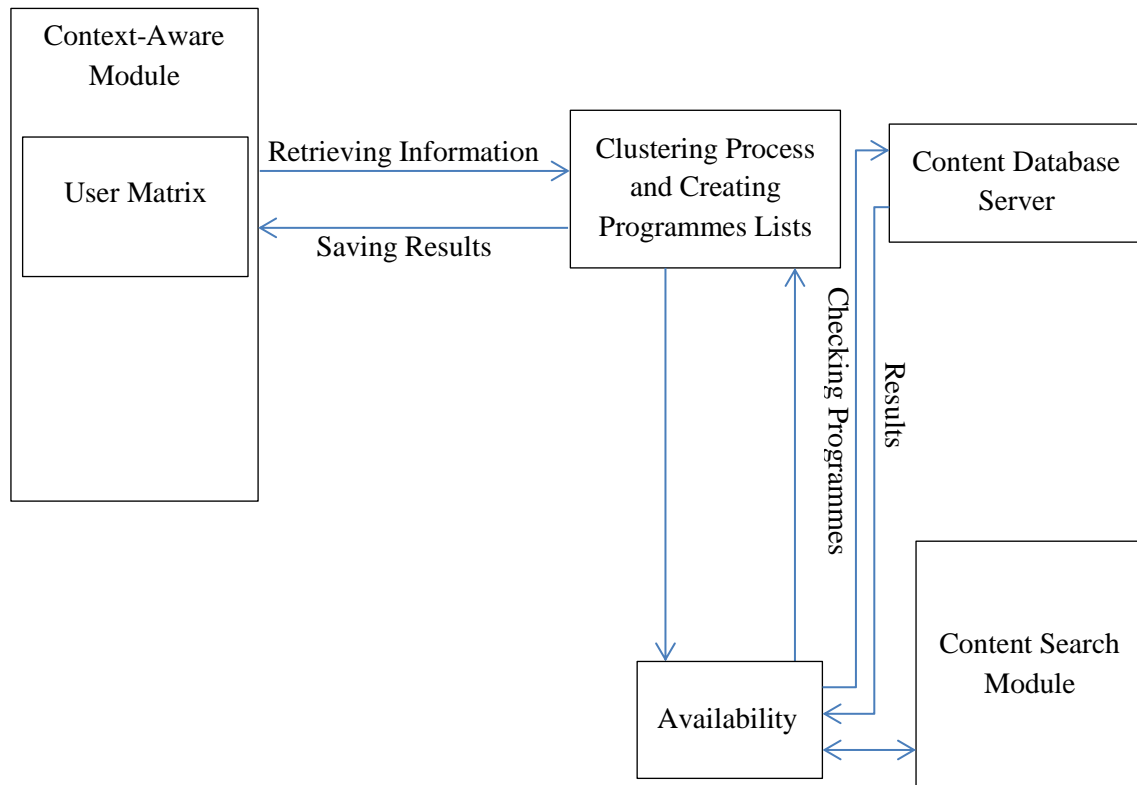 Context-Aware
Module
User Matrix
Retrieving Information
Saving Results
Clustering Process
and Creating
Programmes Lists
Content Database
Server
Checking Programmes
Results
Availability
Content Search
Module